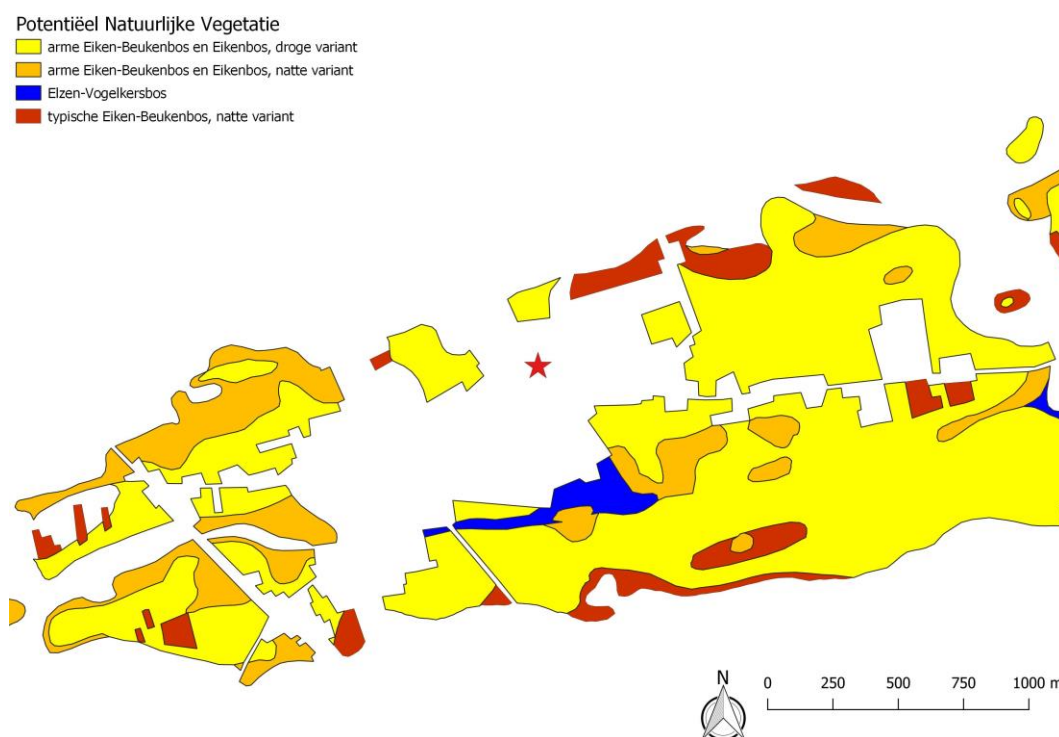 Potentiëel Natuurlijke Vegetatie
arme Eiken-Beukenbos en Eikenbos, droge variant
arme Eiken-Beukenbos en Eikenbos, natte variant
Elzen-Vogelkersbos
typische Eiken-Beukenbos, natte variant
N
0 250 500 750 1000 m